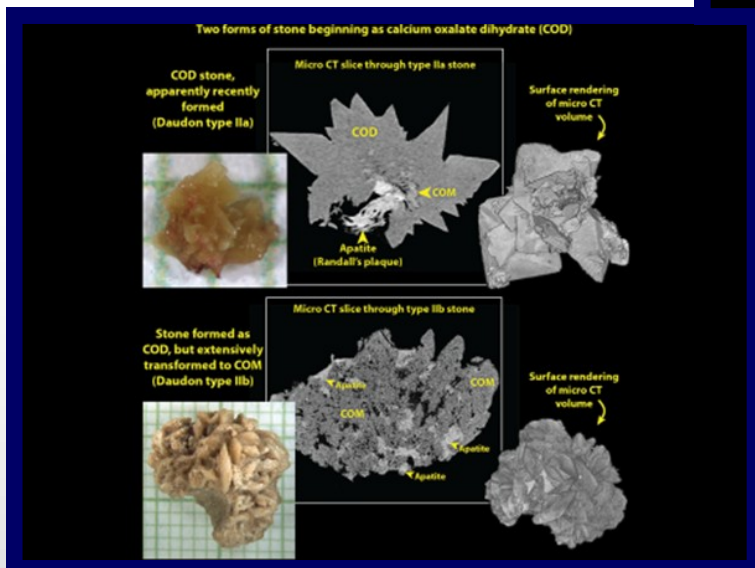 Two forms of stone beginning as calcium oxalate dihydrate (COD)
COD stone,
apparently recently
formed
(Daudon type IIa)
Micro CT slice through type IIa stone
COD
COM
Apatite
(Randall's plaque)
Surface rendering
of micro CT
volume
Stone formed as
COD, but extensively
transformed to COM
(Daudon type IIb)
Micro CT slice through type IIb stone
Apatite
COM
COM
Apatite
Apatite
Surface rendering
of micro CT
volume